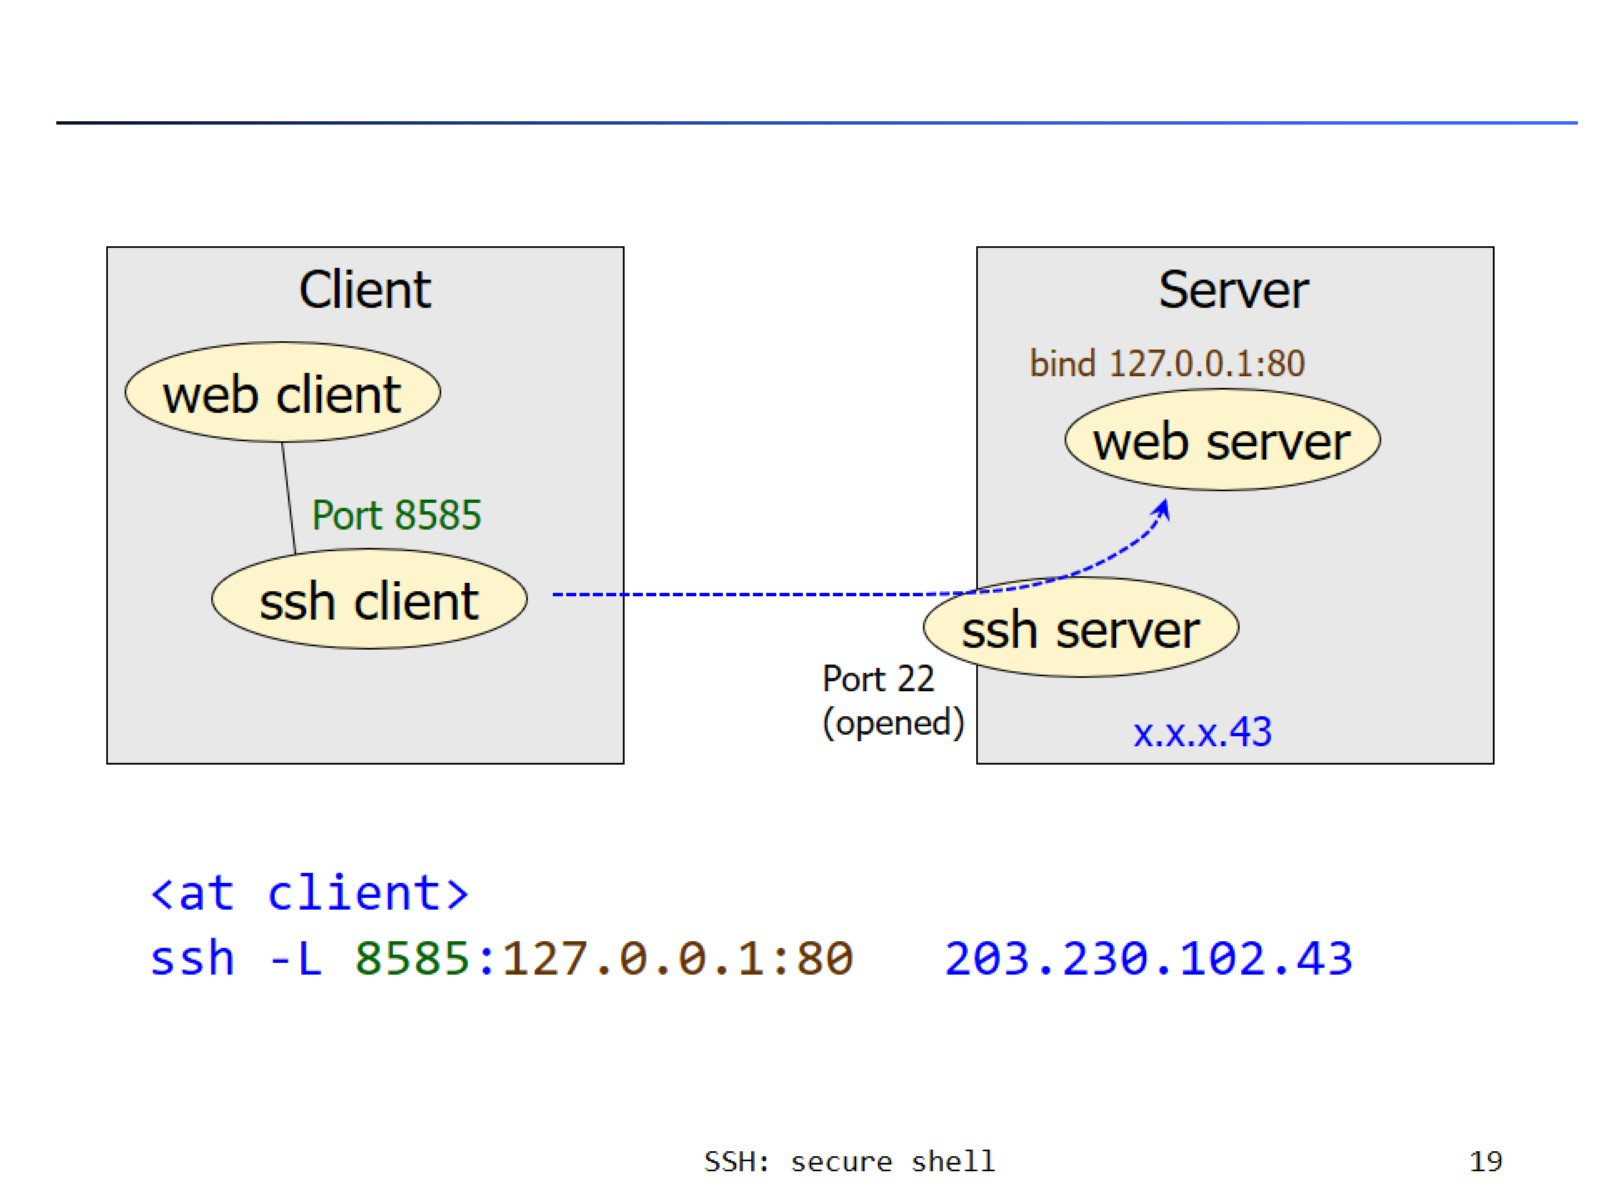 Client
web client
Port 8585
ssh client
Server
bind 127.0.0.1:80
web server
ssh server
Port 22
(opened)
x.x.x.43
<at client>
ssh -L 8585:127.0.0.1:80 203.230.102.43
SSH: secure shell
19